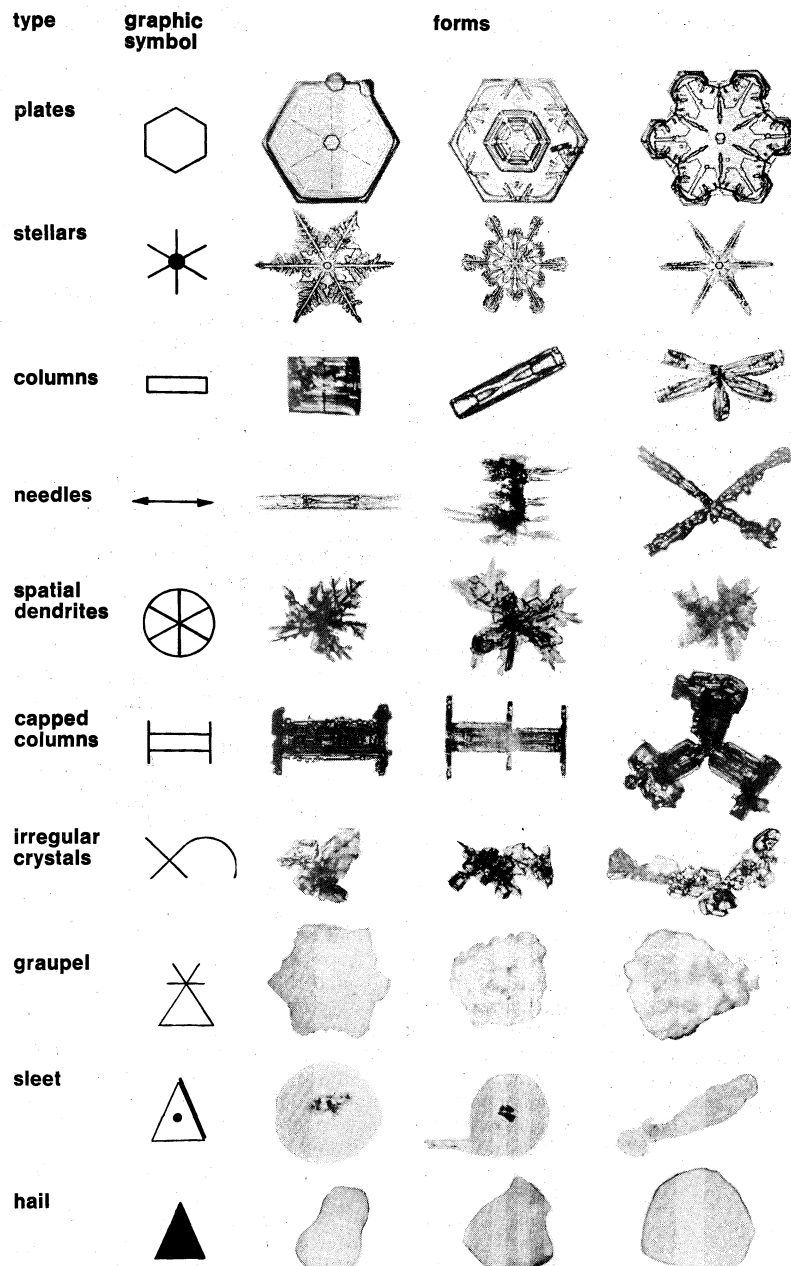 type
graphic
symbol
forms
plates
stellars
columns
needles
spatial
dendrites
capped
columns
irregular
crystals
graupel
sleet
hail